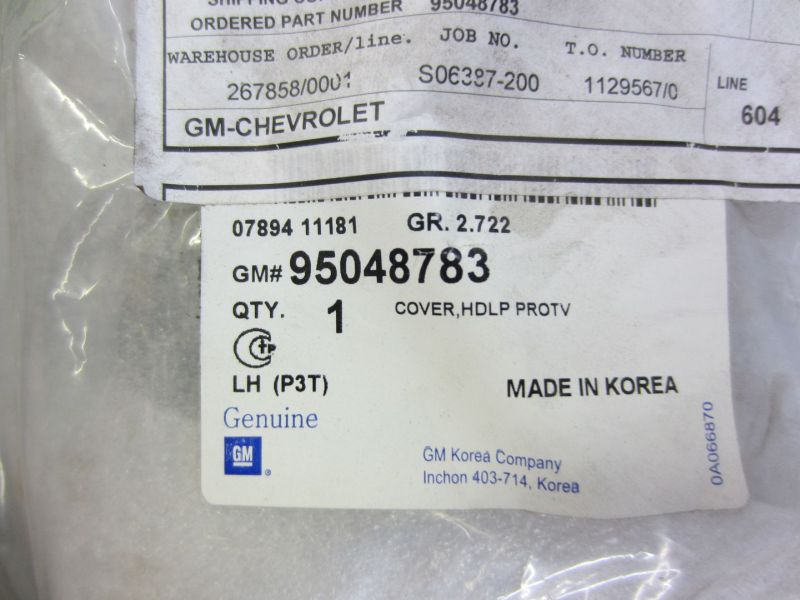 ORDERED PART NUMBER 95048783
WAREHOUSE ORDER/line. JOB NO. T.O. NUMBER
267858/0001 S06387-200 1129567/0
LINE
604
GM-CHEVROLET
07894 11181 GR. 2.722
GM# 95048783
QTY. 1 COVER,HDLP PROTV
LH (P3T) MADE IN KOREA
Genuine
GM
®
GM Korea Company
Inchon 403-714, Korea
0A066870